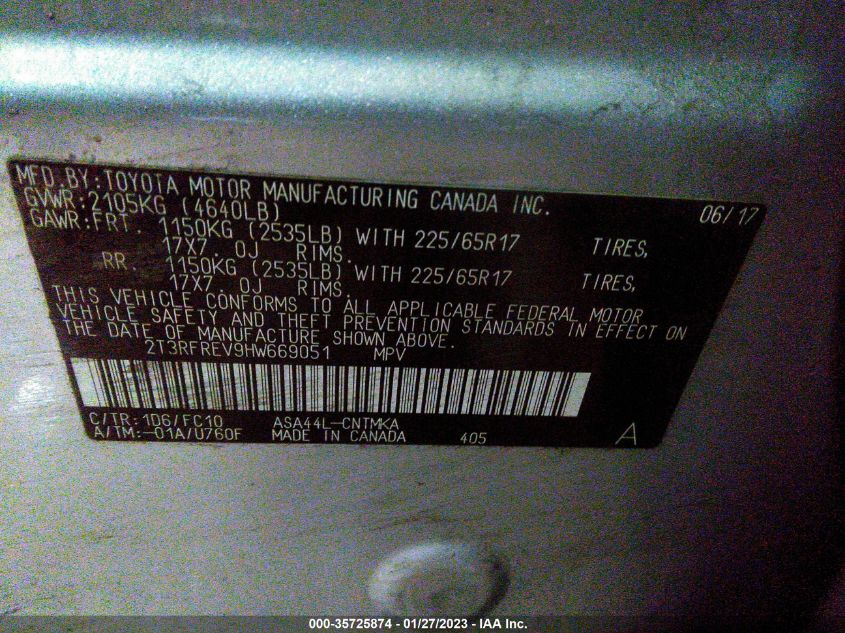 MFD.BY:TOYOTA MOTOR MANUFACTURING CANADA INC. 06/17
GVWR:2105KG (4640LB)
GAWR:FRT. 1150KG (2535LB) WITH 225/65R17 TIRES,
17X7. 0J RIMS.
RR. 1150KG (2535LB) WITH 225/65R17 TIRES,
17X7. 0J RIMS.
THIS VEHICLE CONFORMS TO ALL APPLICABLE FEDERAL MOTOR
VEHICLE SAFETY AND THEFT PREVENTION STANDARDS IN EFFECT ON
THE DATE OF MANUFACTURE SHOWN ABOVE.
2T3RFREV9HW669051 MPV
C/TR:1D6/FC10 ASA44L-CNTMKA
A/TM:-01A/U760F MADE IN CANADA 405 A
000-35725874 - 01/27/2023 - IAA Inc.